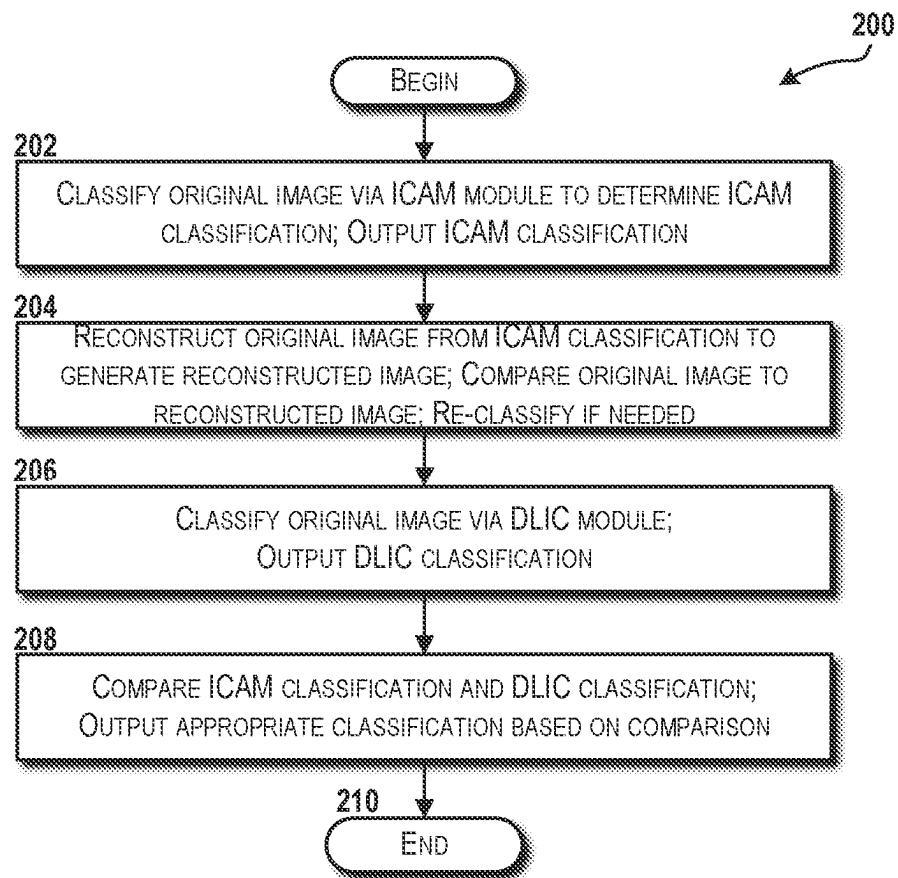 200
BEGIN
202
CLASSIFY ORIGINAL IMAGE VIA ICAM MODULE TO DETERMINE ICAM
CLASSIFICATION; OUTPUT ICAM CLASSIFICATION
204
RECONSTRUCT ORIGINAL IMAGE FROM ICAM CLASSIFICATION TO
GENERATE RECONSTRUCTED IMAGE; COMPARE ORIGINAL IMAGE TO
RECONSTRUCTED IMAGE; RE-CLASSIFY IF NEEDED
206
CLASSIFY ORIGINAL IMAGE VIA DLIC MODULE;
OUTPUT DLIC CLASSIFICATION
208
COMPARE ICAM CLASSIFICATION AND DLIC CLASSIFICATION;
OUTPUT APPROPRIATE CLASSIFICATION BASED ON COMPARISON
210
END